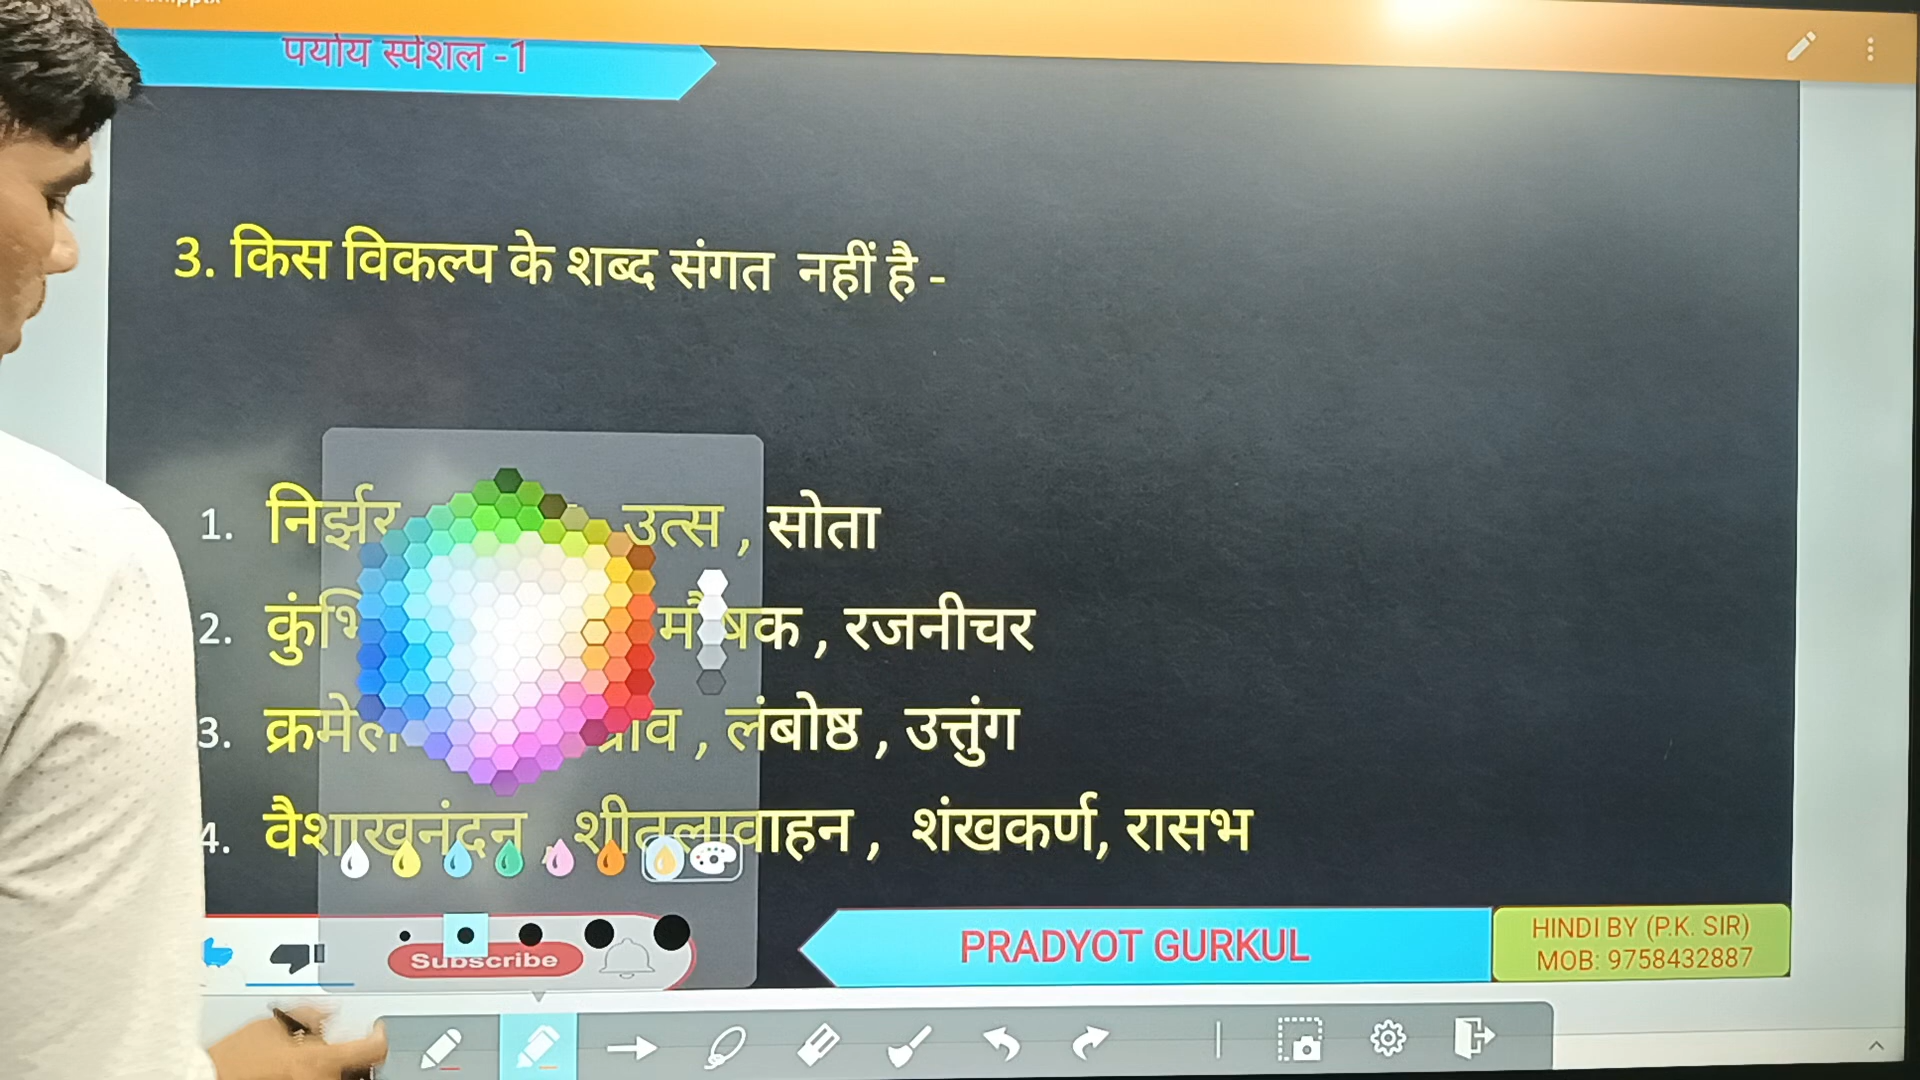 पर्याय स्पेशल -1
3. किस विकल्प के शब्द संगत नहीं है -
1. निर्झर उत्स , सोता
2. रजनीचर
3. लंबोष्ठ , उत्तुंग
4. वैशाखनंदन , शीतलावाहन , शंखकर्ण, रासभ
Subscribe
PRADYOT GURKUL
HINDI BY (P.K. SIR)
MOB: 9758432887